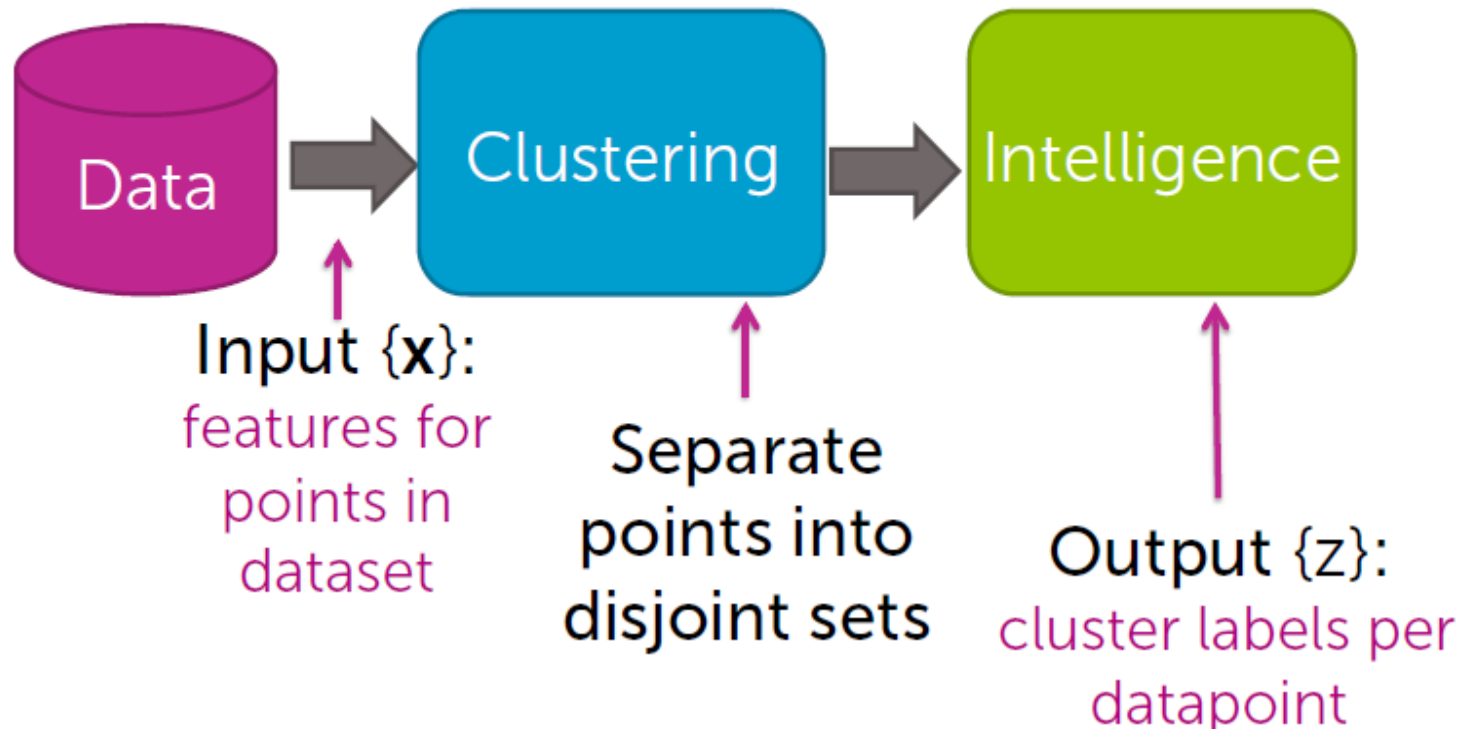 Data
Clustering
Intelligence
Input {x}:
features for
points in
dataset
Separate
points into
disjoint sets
Output {z}:
cluster labels per
datapoint